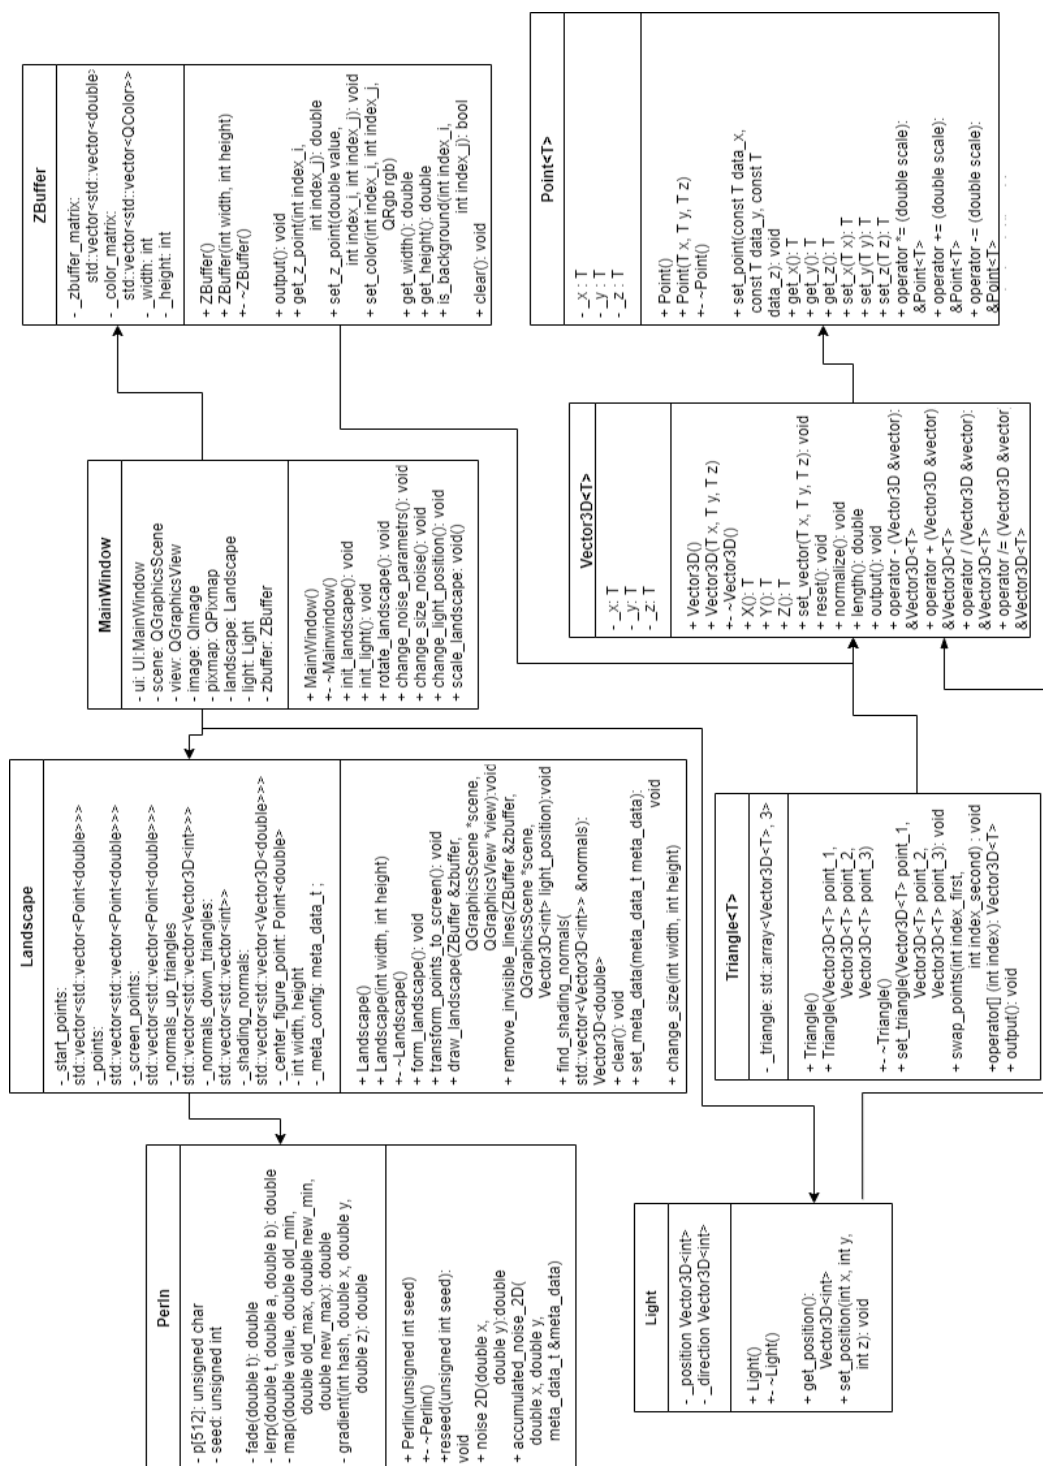 ZBuffer
- _zbuffer_matrix:
std::vector<std::vector<double>
- _color_matrix:
std::vector<std::vector<QColor>>
- _width: int
- _height: int
+ ZBuffer()
+ ZBuffer(int width, int height)
+- ~ZBuffer()
+ output(): void
+ get_z_point(int index_i,
int index_j): double
+ set_z_point(double value,
int index_i, int index_j): void
+ set_color(int index_i, int index_j,
QRgb rgb)
+ get_width(): double
+ get_height(): double
+ is_background(int index_i,
int index_j): bool
+ clear(): void
Point<T>
- _x : T
- _y : T
- _z : T
+ Point()
+ Point(T x, T y, T z)
+- ~Point()
+ set_point(const T data_x,
const T data_y, const T
data_z): void
+ get_x(): T
+ get_y(): T
+ get_z(): T
+ set_x(T x): T
+ set_y(T y): T
+ set_z(T z): T
+ operator *= (double scale):
&Point<T>
+ operator += (double scale):
&Point<T>
+ operator -= (double scale):
&Point<T>
MainWindow
- ui: UI:MainWindow
- scene: QGraphicsScene
- view: QGraphicsView
- image: QImage
- pixmap: QPixmap
- landscape: Landscape
- light: Light
- zbuffer: ZBuffer
+ MainWindow()
+- ~Mainwindow()
+ init_landscape(): void
+ init_light(): void
+ rotate_landscape(): void
+ change_noise_parametrs(): void
+ change_size_noise(): void
+ change_light_position(): void
+ scale_landscape: void()
Vector3D<T>
- _x: T
- _y: T
- _z: T
+ Vector3D()
+ Vector3D(T x, T y, T z)
+- ~Vector3D()
+ X(): T
+ Y(): T
+ Z(): T
+ set_vector(T x, T y, T z): void
+ reset(): void
+ normalize(): void
+ length(): double
+ output(): void
+ operator - (Vector3D &vector):
&Vector3D<T>
+ operator + (Vector3D &vector)
&Vector3D<T>
+ operator / (Vector3D &vector):
&Vector3D<T>
+ operator /= (Vector3D &vector
&Vector3D<T>
Landscape
- _start_points:
std::vector<std::vector<Point<double>>>
- _points:
std::vector<std::vector<Point<double>>>
- _screen_points:
std::vector<std::vector<Point<double>>>
- _normals_up_triangles
std::vector<std::vector<Vector3D<int>>>
- _normals_down_triangles:
std::vector<std::vector<int>>
- _shading_normals:
std::vector<std::vector<Vector3D<double>>>
- _center_figure_point: Point<double>
- int width, height
- _meta_config: meta_data_t ;
+ Landscape()
+ Landscape(int width, int height)
+- ~Landscape()
+ form_landscape(): void
+ transform_points_to_screen(): void
+ draw_landscape(ZBuffer &zbuffer,
QGraphicsScene *scene,
QGraphicsView *view):void
+ remove_invisible_lines(ZBuffer &zbuffer,
QGraphicsScene *scene,
Vector3D<int> light_position):void
+ find_shading_normals(
std::vector<Vector3D<int>> &normals):
Vector3D<double>
+ clear(): void
+ set_meta_data(meta_data_t meta_data):
void
+ change_size(int width, int height)
Triangle<T>
- _triangle: std::array<Vector3D<T>, 3>
+ Triangle()
+ Triangle(Vector3D<T> point_1,
Vector3D<T> point_2,
Vector3D<T> point_3)
+- ~Triangle()
+ set_triangle(Vector3D<T> point_1,
Vector3D<T> point_2,
Vector3D<T> point_3): void
+ swap_points(int index_first,
int index_second) : void
+operator[] (int index): Vector3D<T>
+ output(): void
Perln
- p[512]: unsigned char
- seed: unsigned int
- fade(double t): double
- lerp(double t, double a, double b): double
- map(double value, double old_min,
double old_max, double new_min,
double new_max): double
- gradient(int hash, double x, double y,
double z): double
+ Perlin(unsigned int seed)
+- ~Perlin()
+reseed(unsigned int seed):
void
+ noise 2D(double x,
double y):double
+ accumulated_noise_2D(
double x, double y,
meta_data_t &meta_data)
Light
- _position Vector3D<int>
- _direction Vector3D<int>
+ Light()
+- ~Light()
+ get_position():
Vector3D<int>
+ set_position(int x, int y,
int z): void